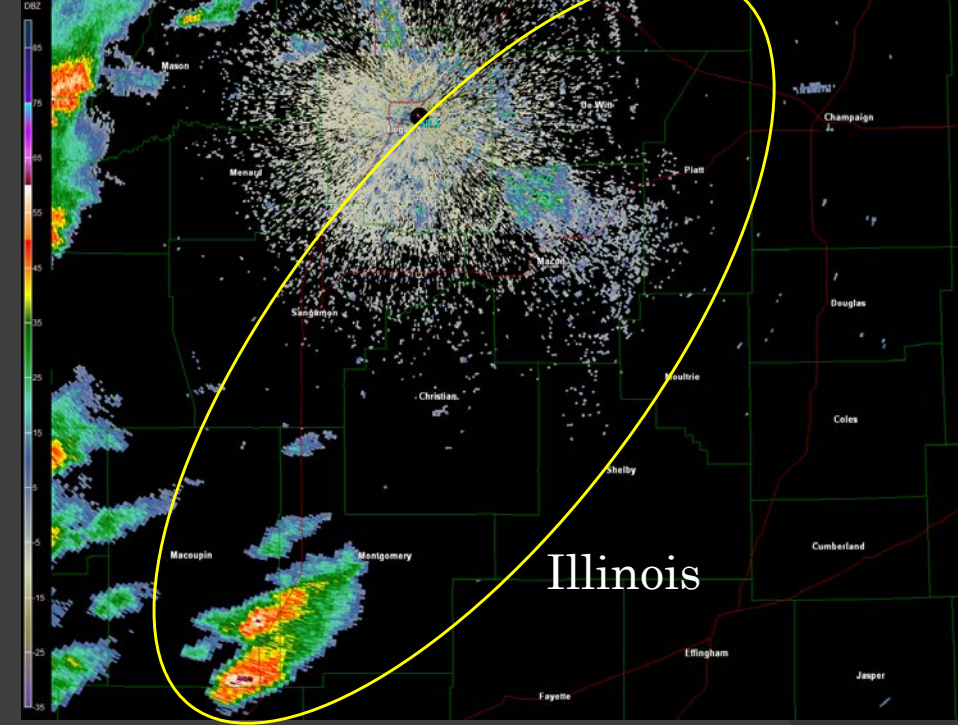 DBZ
85
75
65
55
45
35
25
15
5
-5
-15
-25
-35
Mason
De Witt
Champaign
Menard
Piatt
Macon
Sangamon
Douglas
Moultrie
Christian
Coles
Shelby
Macoupin
Montgomery
Cumberland
Illinois
Effingham
Jasper
Fayette